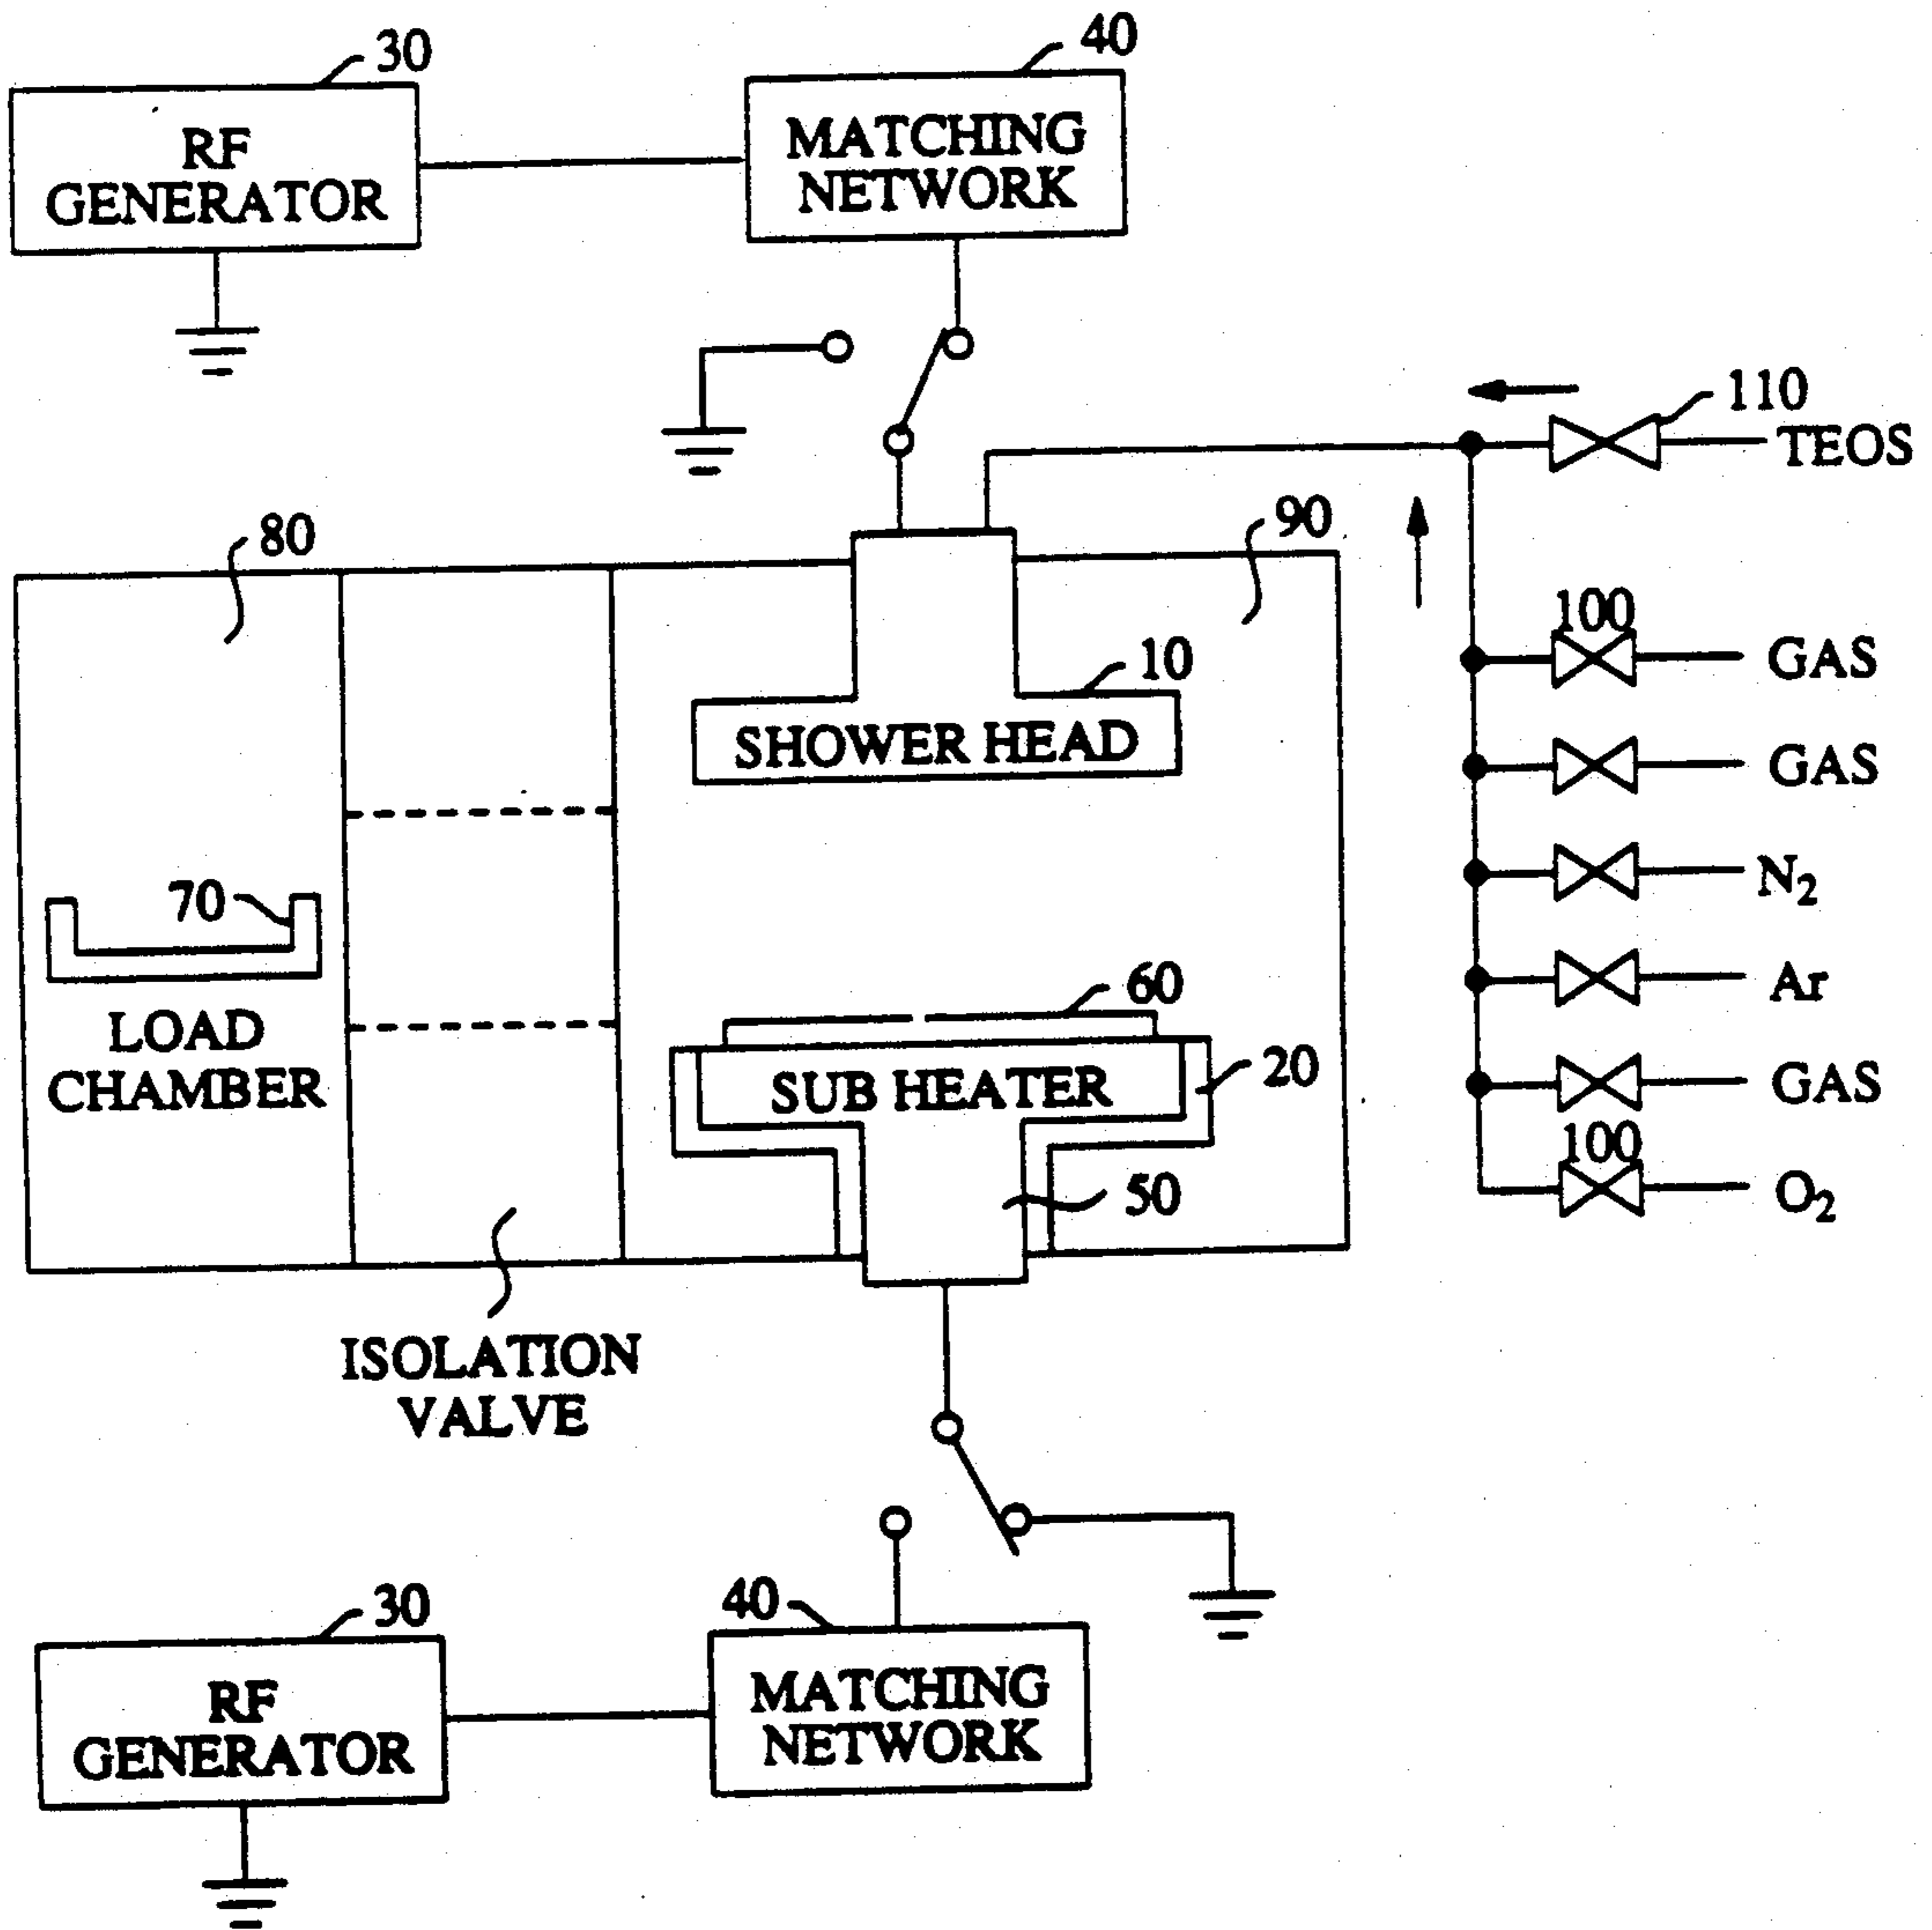 30
40
RF
GENERATOR
MATCHING
NETWORK
110
TEOS
80
90
100
GAS
10
SHOWER HEAD
GAS
70
N2
60
Ar
LOAD
CHAMBER
SUB HEATER
20
GAS
100
50
O2
ISOLATION
VALVE
30
40
RF
GENERATOR
MATCHING
NETWORK